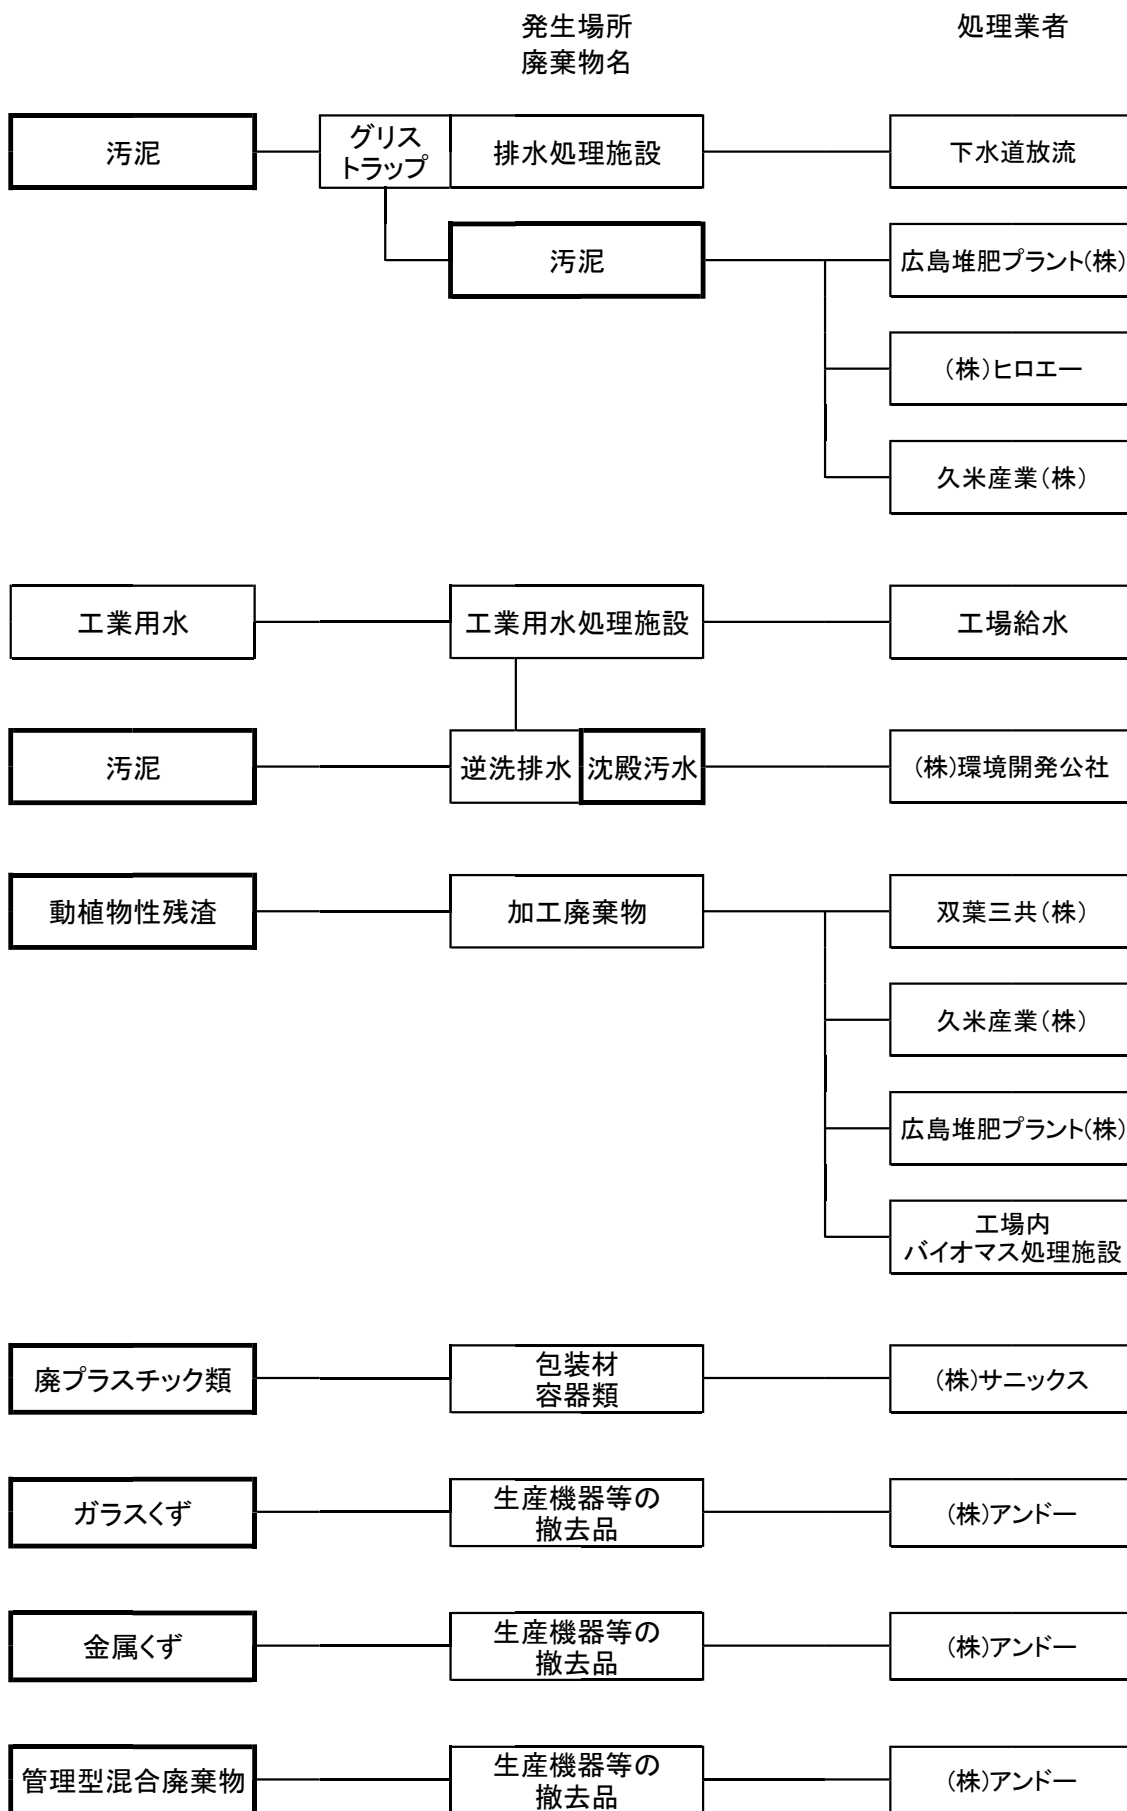 発生場所
廃棄物名
処理業者
汚泥
グリス
トラップ
排水処理施設
下水道放流
汚泥
広島堆肥プラント(株)
(株)ヒロエー
久米産業(株)
工業用水
工業用水処理施設
工場給水
汚泥
逆洗排水
沈殿汚水
(株)環境開発公社
動植物性残渣
加工廃棄物
双葉三共(株)
久米産業(株)
広島堆肥プラント(株)
工場内
バイオマス処理施設
廃プラスチック類
包装材
容器類
(株)サニックス
ガラスくず
生産機器等の
撤去品
(株)アンドー
金属くず
生産機器等の
撤去品
(株)アンドー
管理型混合廃棄物
生産機器等の
撤去品
(株)アンドー